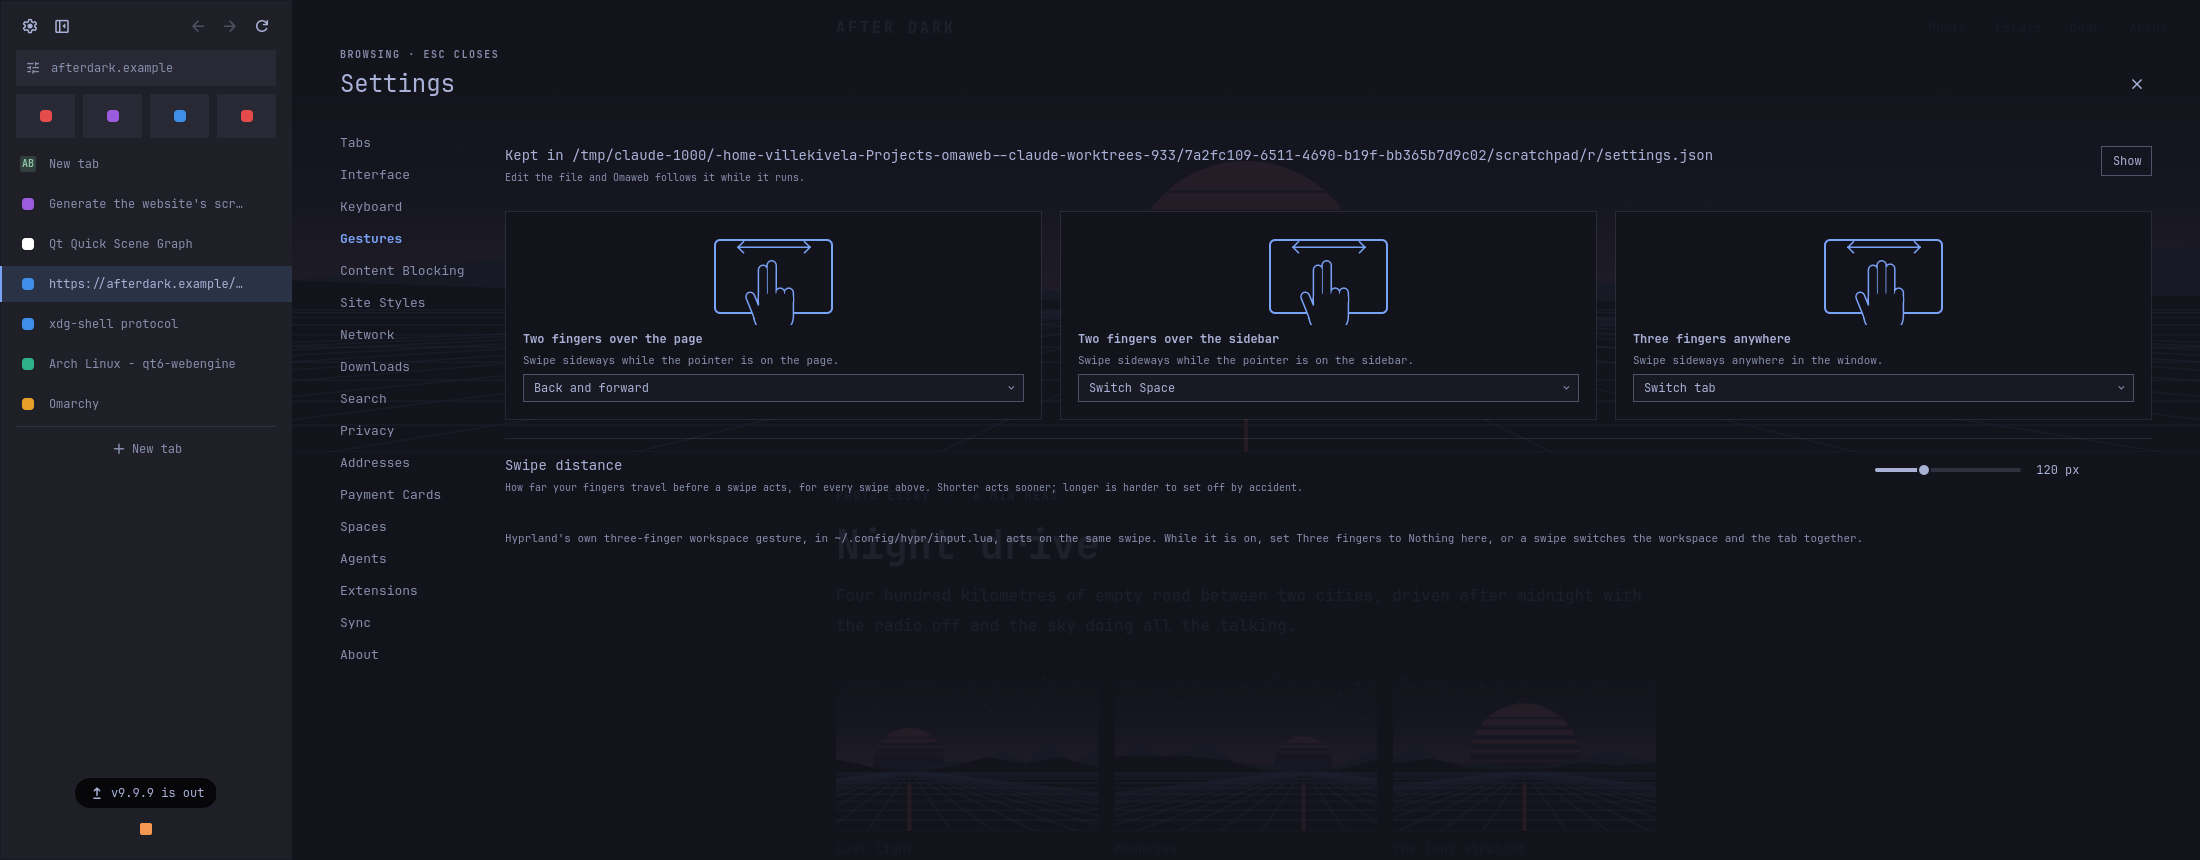 afterdark.example
AB New tab
Generate the website's scr…
Qt Quick Scene Graph
https://afterdark.example/…
xdg-shell protocol
Arch Linux - qt6-webengine
Omarchy
New tab
v9.9.9 is out
AFTER DARK
BROWSING · ESC CLOSES
Settings
Tabs
Interface
Keyboard
Gestures
Content Blocking
Site Styles
Network
Downloads
Search
Privacy
Addresses
Payment Cards
Spaces
Agents
Extensions
Sync
About
Kept in /tmp/claude-1000/-home-villekivela-Projects-omaweb--claude-worktrees-933/7a2fc109-6511-4690-b19f-bb365b7d9c02/scratchpad/r/settings.json
Show
Edit the file and Omaweb follows it while it runs.
Two fingers over the page
Swipe sideways while the pointer is on the page.
Back and forward
Two fingers over the sidebar
Swipe sideways while the pointer is on the sidebar.
Switch Space
Three fingers anywhere
Swipe sideways anywhere in the window.
Switch tab
Swipe distance
120 px
How far your fingers travel before a swipe acts, for every swipe above. Shorter acts sooner; longer is harder to set off by accident.
Hyprland's own three-finger workspace gesture, in ~/.config/hypr/input.lua, acts on the same swipe. While it is on, set Three fingers to Nothing here, or a swipe switches the workspace and the tab together.
Night drive
Four hundred kilometres of empty road between two cities, driven after midnight with
the radio off and the sky doing all the talking.